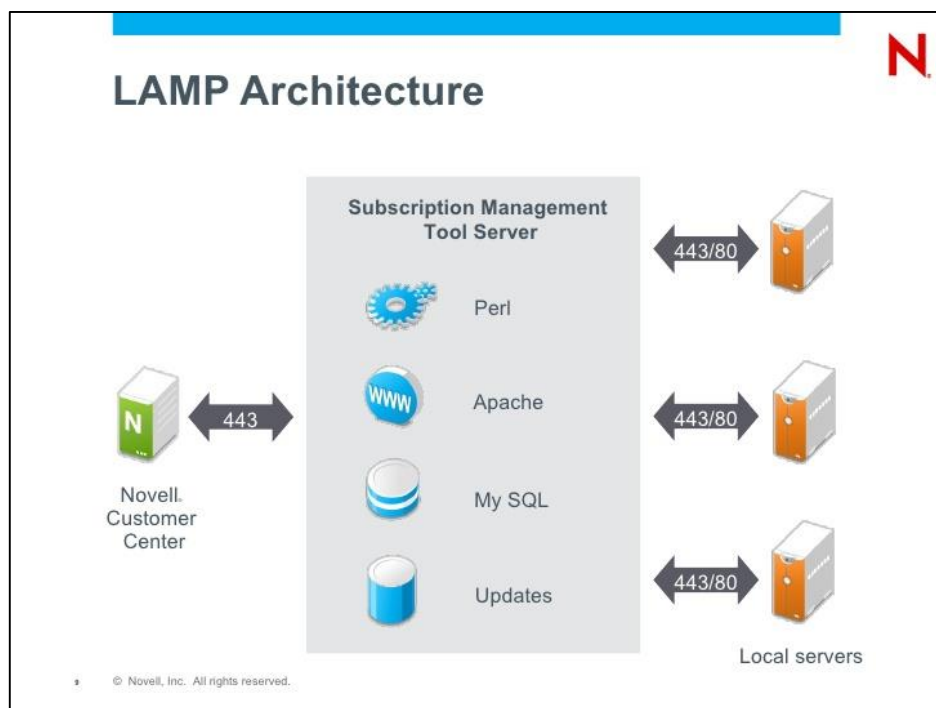 LAMP Architecture
N
Subscription Management
Tool Server
Perl
WWW
Apache
My SQL
Updates
N
443
Novell®
Customer
Center
443/80
443/80
443/80
Local servers
9 © Novell, Inc. All rights reserved.